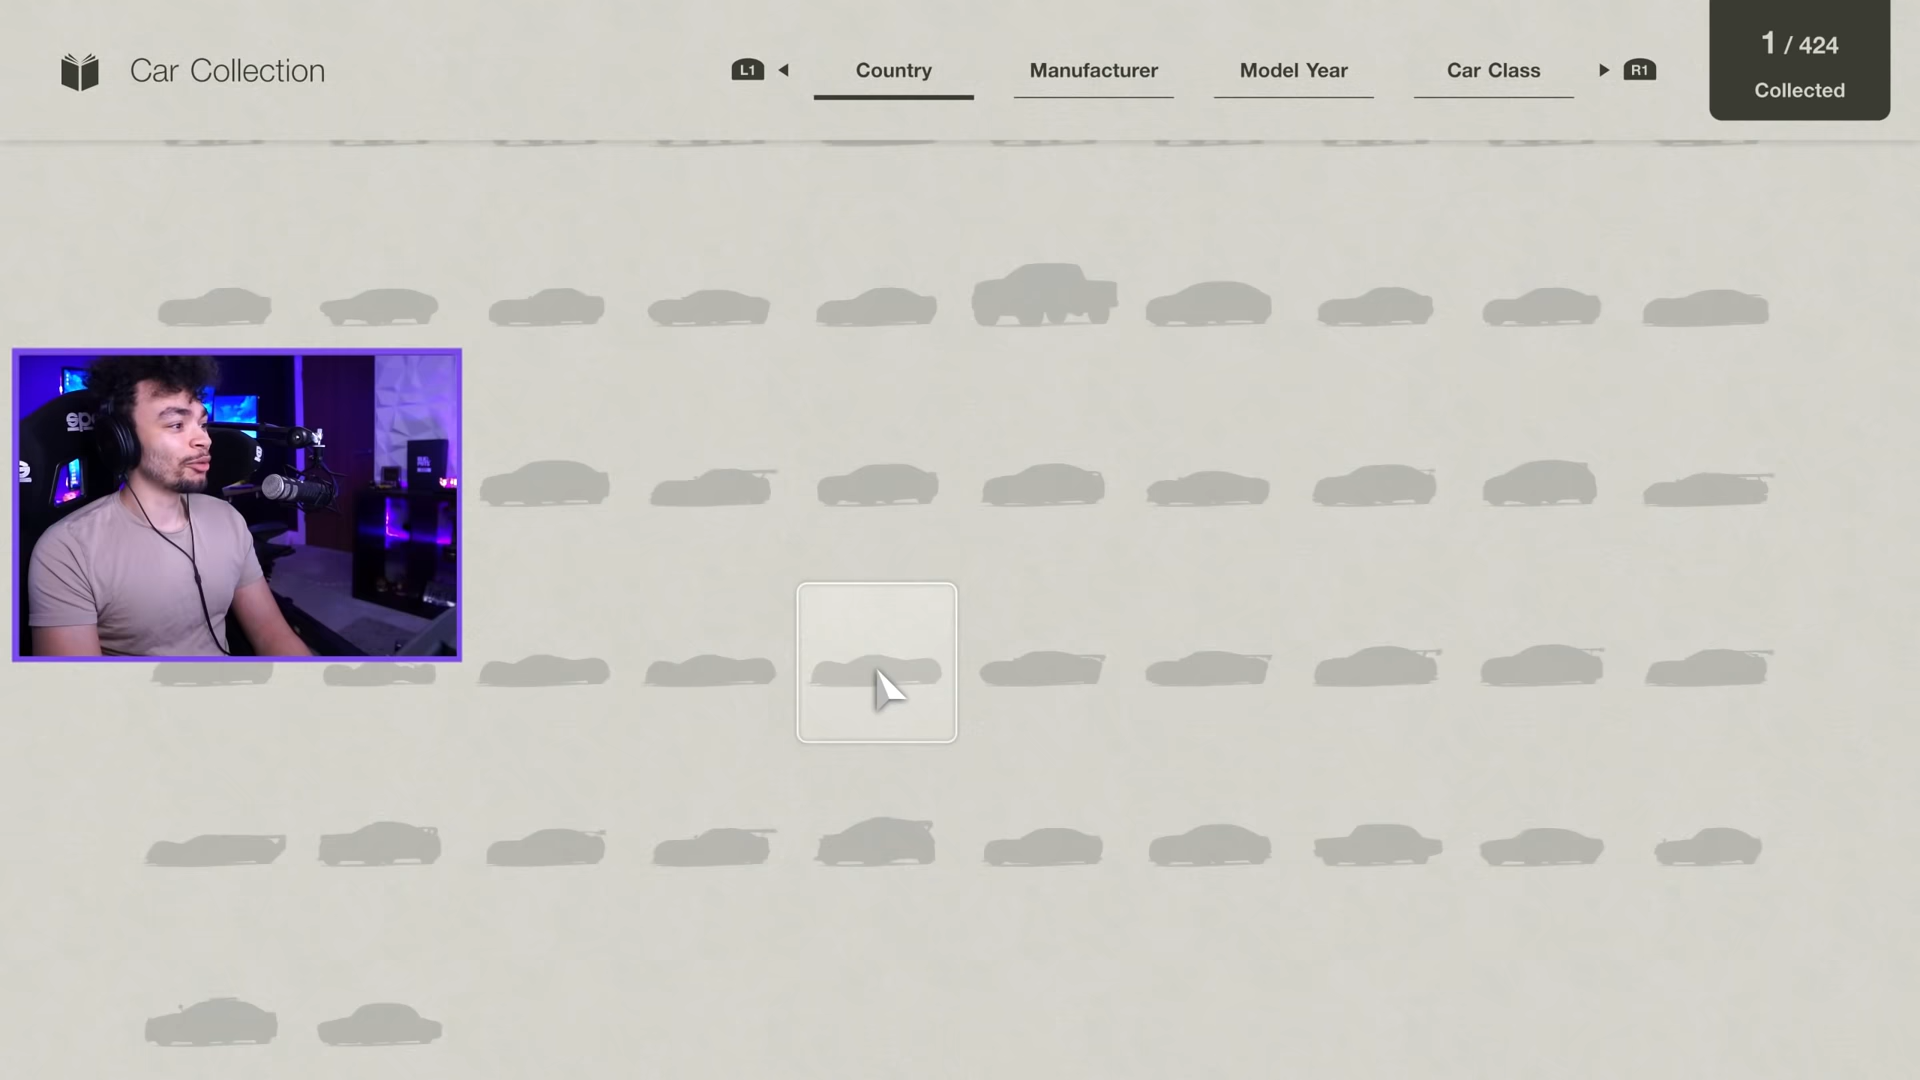 Car Collection
L1
Country
Manufacturer
Model Year
Car Class
R1
1 / 424
Collected